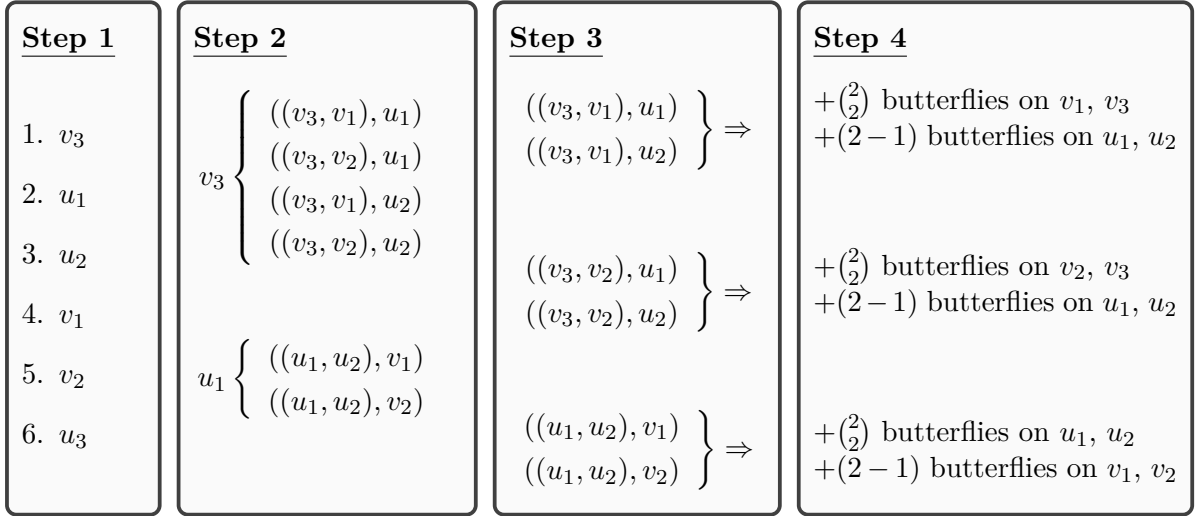 Step 1
1. v₃
2. u₁
3. u₂
4. v₁
5. v₂
6. u₃
Step 2
v₃ { ((v₃, v₁), u₁)
((v₃, v₂), u₁)
((v₃, v₁), u₂)
((v₃, v₂), u₂)
u₁ { ((u₁, u₂), v₁)
((u₁, u₂), v₂)
Step 3
((v₃, v₁), u₁)
((v₃, v₁), u₂) } ⇒
((v₃, v₂), u₁)
((v₃, v₂), u₂) } ⇒
((u₁, u₂), v₁)
((u₁, u₂), v₂) } ⇒
Step 4
+(2 2) butterflies on v₁, v₃
+(2 − 1) butterflies on u₁, u₂
+(2 2) butterflies on v₂, v₃
+(2 − 1) butterflies on u₁, u₂
+(2 2) butterflies on u₁, u₂
+(2 − 1) butterflies on v₁, v₂